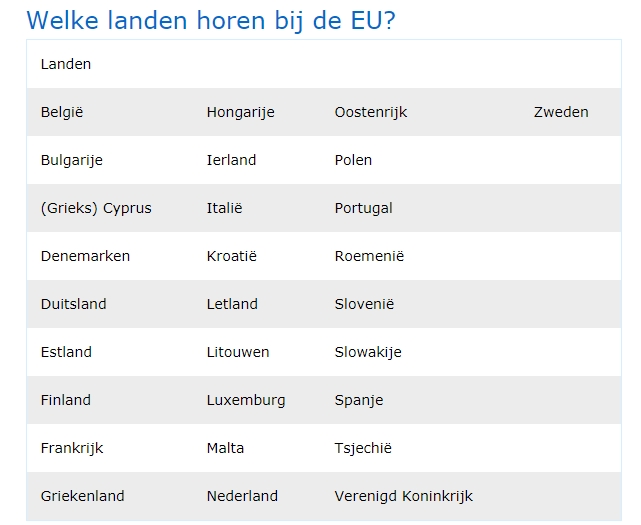 Welke landen horen bij de EU?
Landen
België Hongarije Oostenrijk Zweden
Bulgarije Ierland Polen
(Grieks) Cyprus Italië Portugal
Denemarken Kroatië Roemenië
Duitsland Letland Slovenië
Estland Litouwen Slowakije
Finland Luxemburg Spanje
Frankrijk Malta Tsjechië
Griekenland Nederland Verenigd Koninkrijk